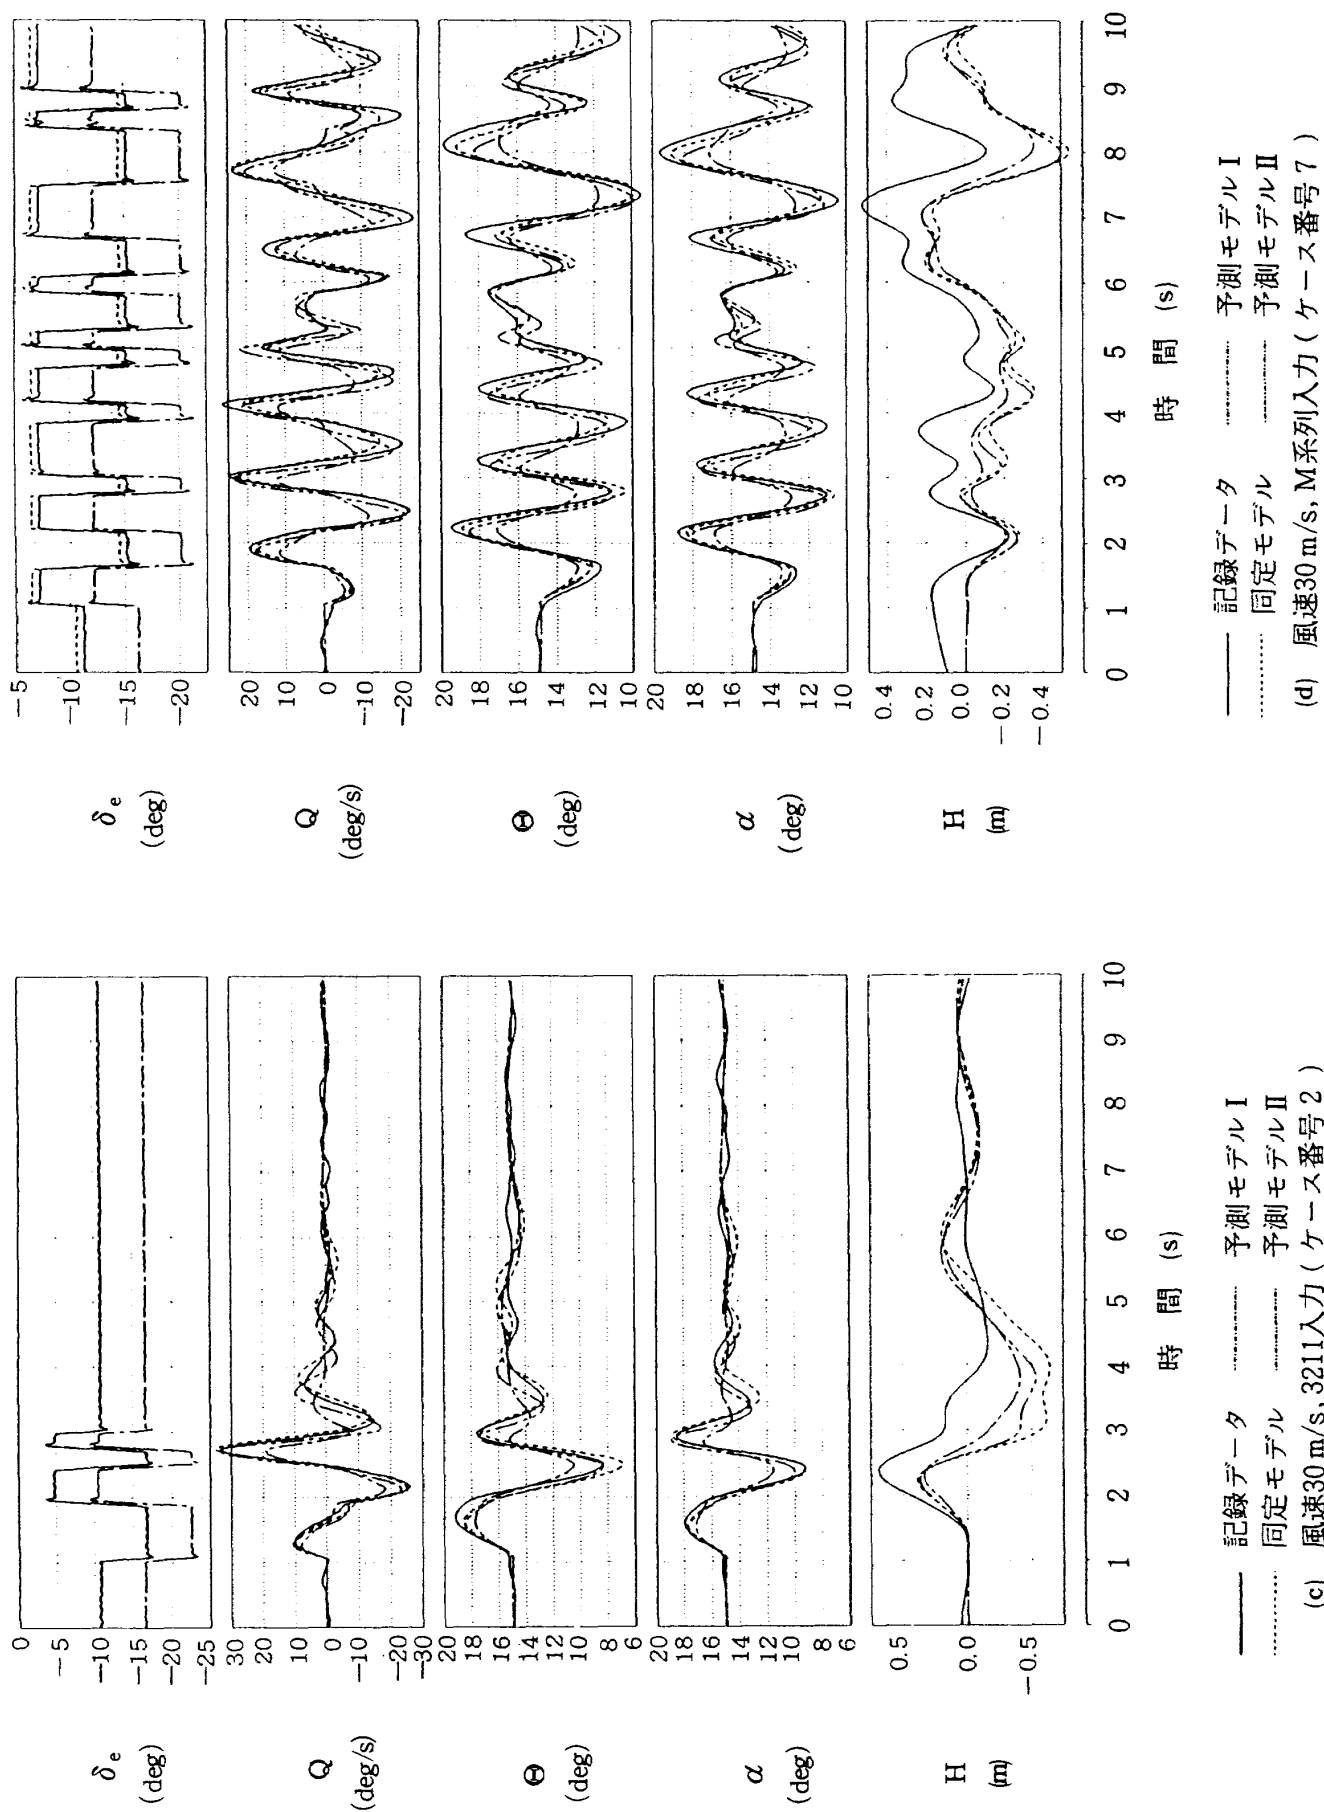 δe
(deg)
0
−5
−10
−15
−20
−25
Q
(deg/s)
30
20
10
0
−10
−20
−30
Θ
(deg)
20
18
16
14
12
10
8
6
α
(deg)
20
18
16
14
12
10
8
6
H
(m)
0.5
0.0
−0.5
0 1 2 3 4 5 6 7 8 9 10
時 間 (s)
記録データ 予測モデルⅠ
同定モデル 予測モデルⅡ
(c) 風速30m/s, 3211入力(ケース番号2)
δe
(deg)
−5
−10
−15
−20
Q
(deg/s)
20
10
0
−10
−20
Θ
(deg)
20
18
16
14
12
10
α
(deg)
20
18
16
14
12
10
H
(m)
0.4
0.2
0.0
−0.2
−0.4
0 1 2 3 4 5 6 7 8 9 10
時 間 (s)
記録データ 予測モデルⅠ
同定モデル 予測モデルⅡ
(d) 風速30m/s, M系列入力(ケース番号7)